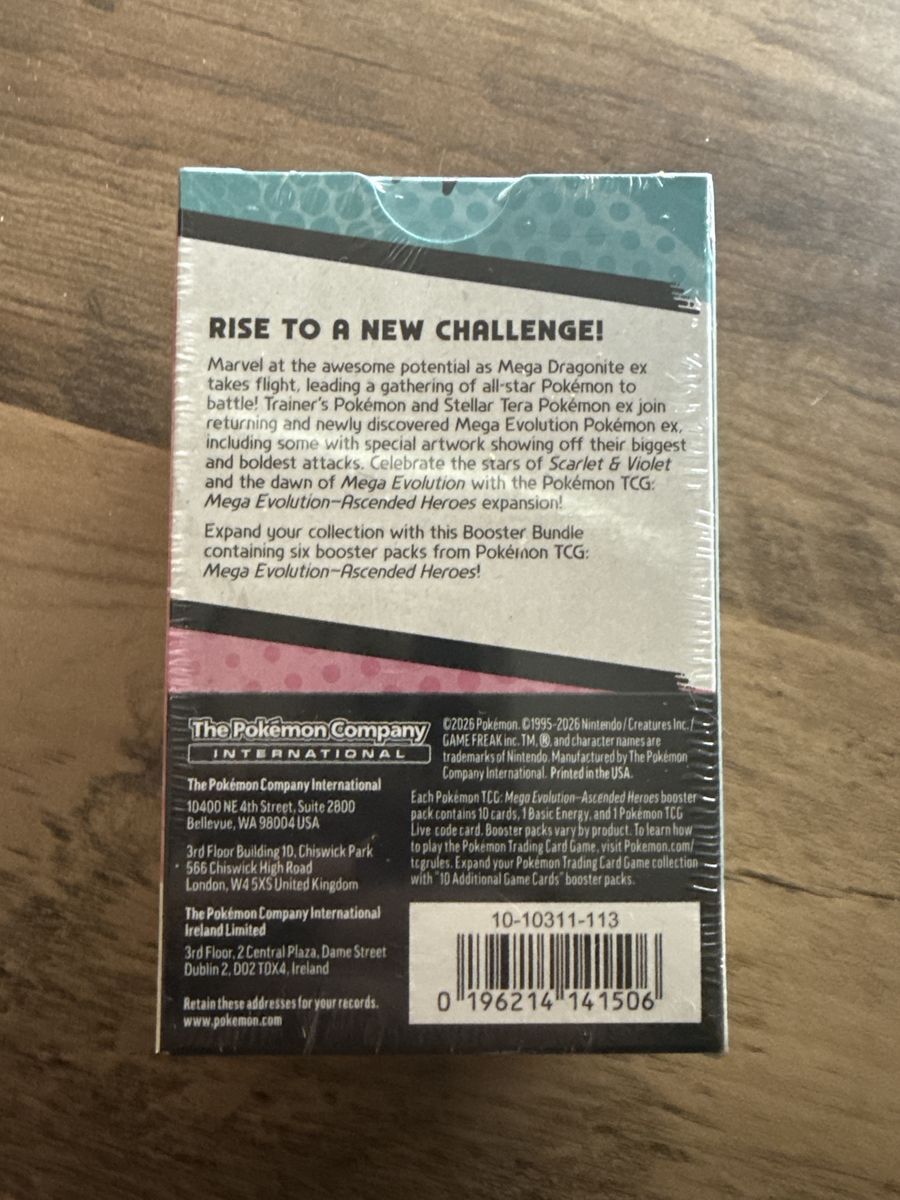 RISE TO A NEW CHALLENGE!
Marvel at the awesome potential as Mega Dragonite ex
takes flight, leading a gathering of all-star Pokémon to
battle! Trainer's Pokémon and Stellar Tera Pokémon ex join
returning and newly discovered Mega Evolution Pokémon ex,
including some with special artwork showing off their biggest
and boldest attacks. Celebrate the stars of Scarlet & Violet
and the dawn of Mega Evolution with the Pokémon TCG:
Mega Evolution—Ascended Heroes expansion!
Expand your collection with this Booster Bundle
containing six booster packs from Pokémon TCG:
Mega Evolution—Ascended Heroes!
The Pokémon Company
INTERNATIONAL
The Pokémon Company International
10400 NE 4th Street, Suite 2800
Bellevue, WA 98004 USA
3rd Floor Building 10, Chiswick Park
566 Chiswick High Road
London, W4 5XS United Kingdom
The Pokémon Company International
Ireland Limited
3rd Floor, 2 Central Plaza, Dame Street
Dublin 2, D02 T0X4, Ireland
Retain these addresses for your records.
www.pokemon.com
©2026 Pokémon. ©1995-2026 Nintendo / Creatures Inc. /
GAME FREAK inc. TM, ®, and character names are
trademarks of Nintendo. Manufactured by The Pokémon
Company International. Printed in the USA.
Each Pokémon TCG: Mega Evolution—Ascended Heroes booster
pack contains 10 cards, 1 Basic Energy, and 1 Pokémon TCG
Live code card. Booster packs vary by product. To learn how
to play the Pokémon Trading Card Game, visit Pokemon.com/
tcgrules. Expand your Pokémon Trading Card Game collection
with "10 Additional Game Cards" booster packs.
10-10311-113
0 196214 141506